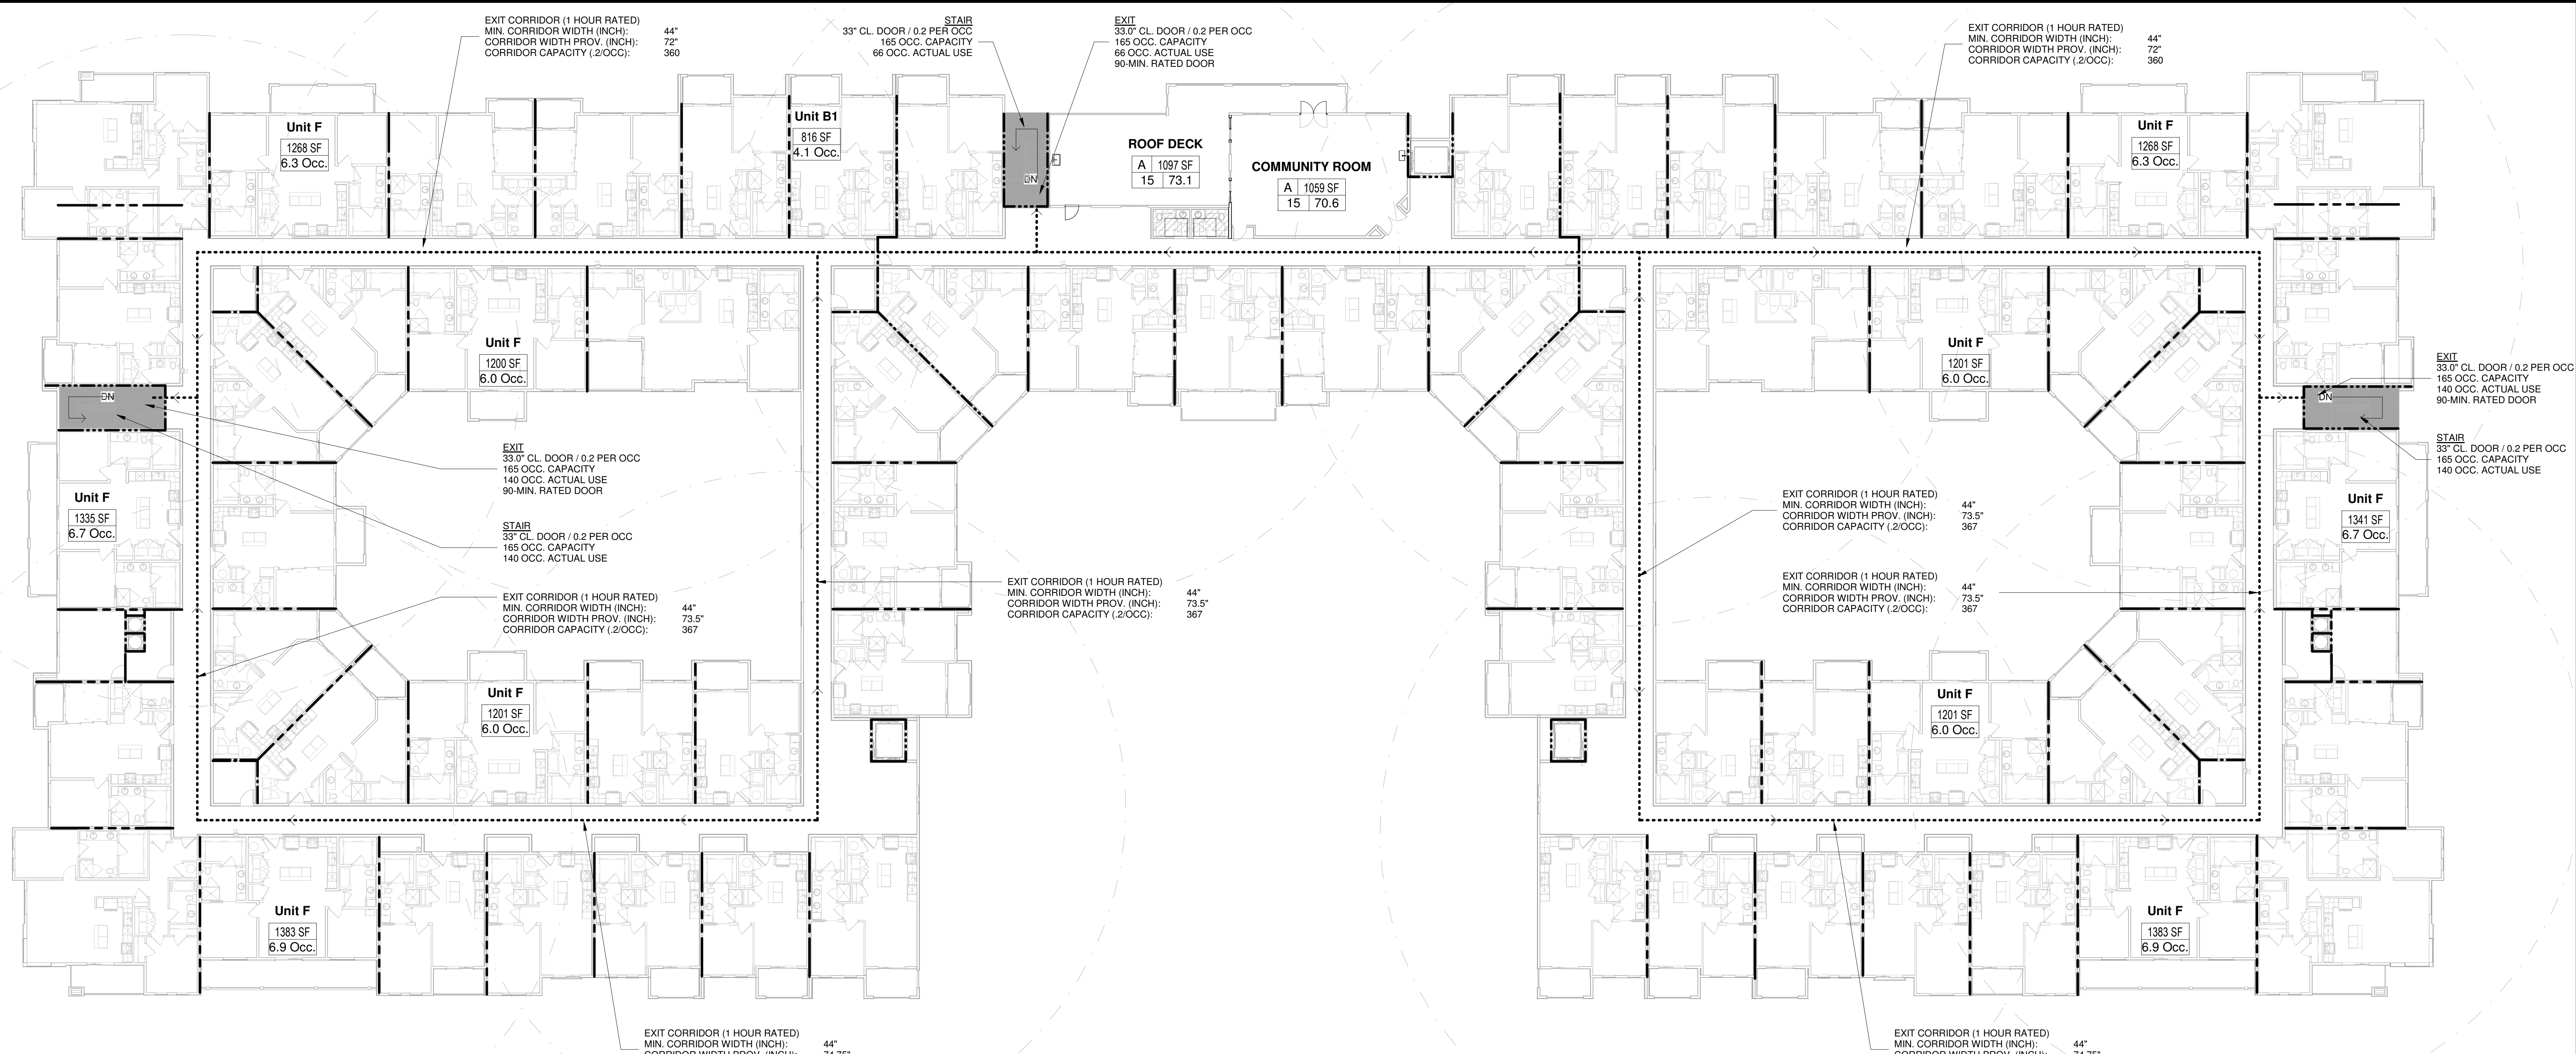 EXIT CORRIDOR (1 HOUR RATED)
MIN. CORRIDOR WIDTH (INCH): 44"
CORRIDOR WIDTH PROV. (INCH): 72"
CORRIDOR CAPACITY (.2/OCC): 360
STAIR
33" CL. DOOR / 0.2 PER OCC
165 OCC. CAPACITY
66 OCC. ACTUAL USE
EXIT
33.0" CL. DOOR / 0.2 PER OCC
165 OCC. CAPACITY
66 OCC. ACTUAL USE
90-MIN. RATED DOOR
EXIT CORRIDOR (1 HOUR RATED)
MIN. CORRIDOR WIDTH (INCH): 44"
CORRIDOR WIDTH PROV. (INCH): 72"
CORRIDOR CAPACITY (.2/OCC): 360
Unit F
1268 SF
6.3 Occ.
Unit B1
816 SF
4.1 Occ.
DN
ROOF DECK
A 1097 SF
15 73.1
COMMUNITY ROOM
A 1059 SF
15 70.6
Unit F
1268 SF
6.3 Occ.
Unit F
1200 SF
6.0 Occ.
Unit F
1201 SF
6.0 Occ.
DN
DN
EXIT
33.0" CL. DOOR / 0.2 PER OCC
165 OCC. CAPACITY
140 OCC. ACTUAL USE
90-MIN. RATED DOOR
STAIR
33" CL. DOOR / 0.2 PER OCC
165 OCC. CAPACITY
140 OCC. ACTUAL USE
EXIT
33.0" CL. DOOR / 0.2 PER OCC
165 OCC. CAPACITY
140 OCC. ACTUAL USE
90-MIN. RATED DOOR
STAIR
33" CL. DOOR / 0.2 PER OCC
165 OCC. CAPACITY
140 OCC. ACTUAL USE
Unit F
1335 SF
6.7 Occ.
Unit F
1341 SF
6.7 Occ.
EXIT CORRIDOR (1 HOUR RATED)
MIN. CORRIDOR WIDTH (INCH): 44"
CORRIDOR WIDTH PROV. (INCH): 73.5"
CORRIDOR CAPACITY (.2/OCC): 367
EXIT CORRIDOR (1 HOUR RATED)
MIN. CORRIDOR WIDTH (INCH): 44"
CORRIDOR WIDTH PROV. (INCH): 73.5"
CORRIDOR CAPACITY (.2/OCC): 367
EXIT CORRIDOR (1 HOUR RATED)
MIN. CORRIDOR WIDTH (INCH): 44"
CORRIDOR WIDTH PROV. (INCH): 73.5"
CORRIDOR CAPACITY (.2/OCC): 367
EXIT CORRIDOR (1 HOUR RATED)
MIN. CORRIDOR WIDTH (INCH): 44"
CORRIDOR WIDTH PROV. (INCH): 73.5"
CORRIDOR CAPACITY (.2/OCC): 367
Unit F
1201 SF
6.0 Occ.
Unit F
1201 SF
6.0 Occ.
Unit F
1383 SF
6.9 Occ.
Unit F
1383 SF
6.9 Occ.
EXIT CORRIDOR (1 HOUR RATED)
MIN. CORRIDOR WIDTH (INCH): 44"
CORRIDOR WIDTH PROV. (INCH): 74.75"
EXIT CORRIDOR (1 HOUR RATED)
MIN. CORRIDOR WIDTH (INCH): 44"
CORRIDOR WIDTH PROV. (INCH): 74.75"